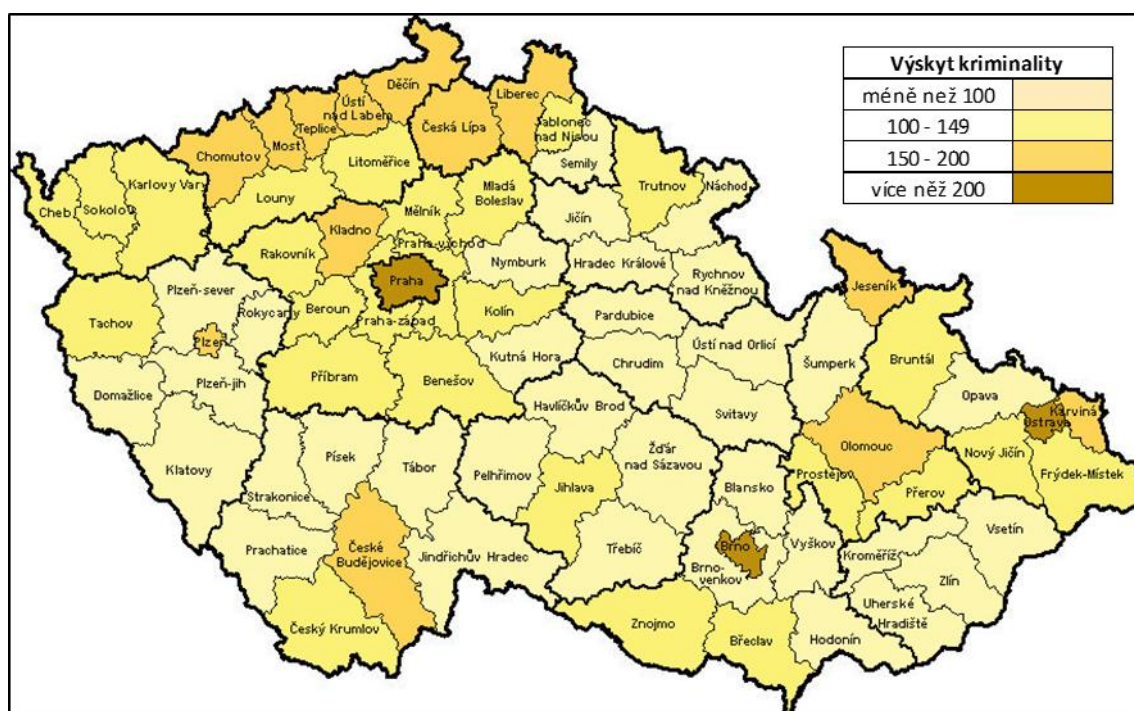 Výskyt kriminality
méně než 100
100 - 149
150 - 200
více něž 200
Děčín
Liberec
Ústí
nad Labem
Teplice
Česká Lípa
Jablonec
nad Nisou
Most
Chomutov
Litoměřice
Semily
Trutnov
Náchod
Karlovy Vary
Mladá
Boleslav
Louny
Sokolov
Cheb
Mělník
Jičín
Kladno
Praha-východ
Rakovník
Nymburk
Hradec Králové
Rychnov
nad Kněžnou
Praha
Plzeň-sever
Jeseník
Rokycany
Beroun
Kolín
Tachov
Praha-západ
Pardubice
Plzeň
Ústí nad Orlicí
Kutná Hora
Chrudim
Šumperk
Bruntál
Domažlice
Plzeň-jih
Příbram
Benešov
Opava
Havlíčkův Brod
Svitavy
Karviná
Ostrava
Olomouc
Písek
Žďár
nad Sázavou
Nový Jičín
Klatovy
Tábor
Pelhřimov
Prostějov
Frýdek-Místek
Strakonice
Jihlava
Blansko
Přerov
Vsetín
Prachatice
České
Budějovice
Jindřichův Hradec
Třebíč
Brno
Vyškov
Kroměříž
Brno-
venkov
Zlín
Uherské
Hradiště
Český Krumlov
Znojmo
Břeclav
Hodonín